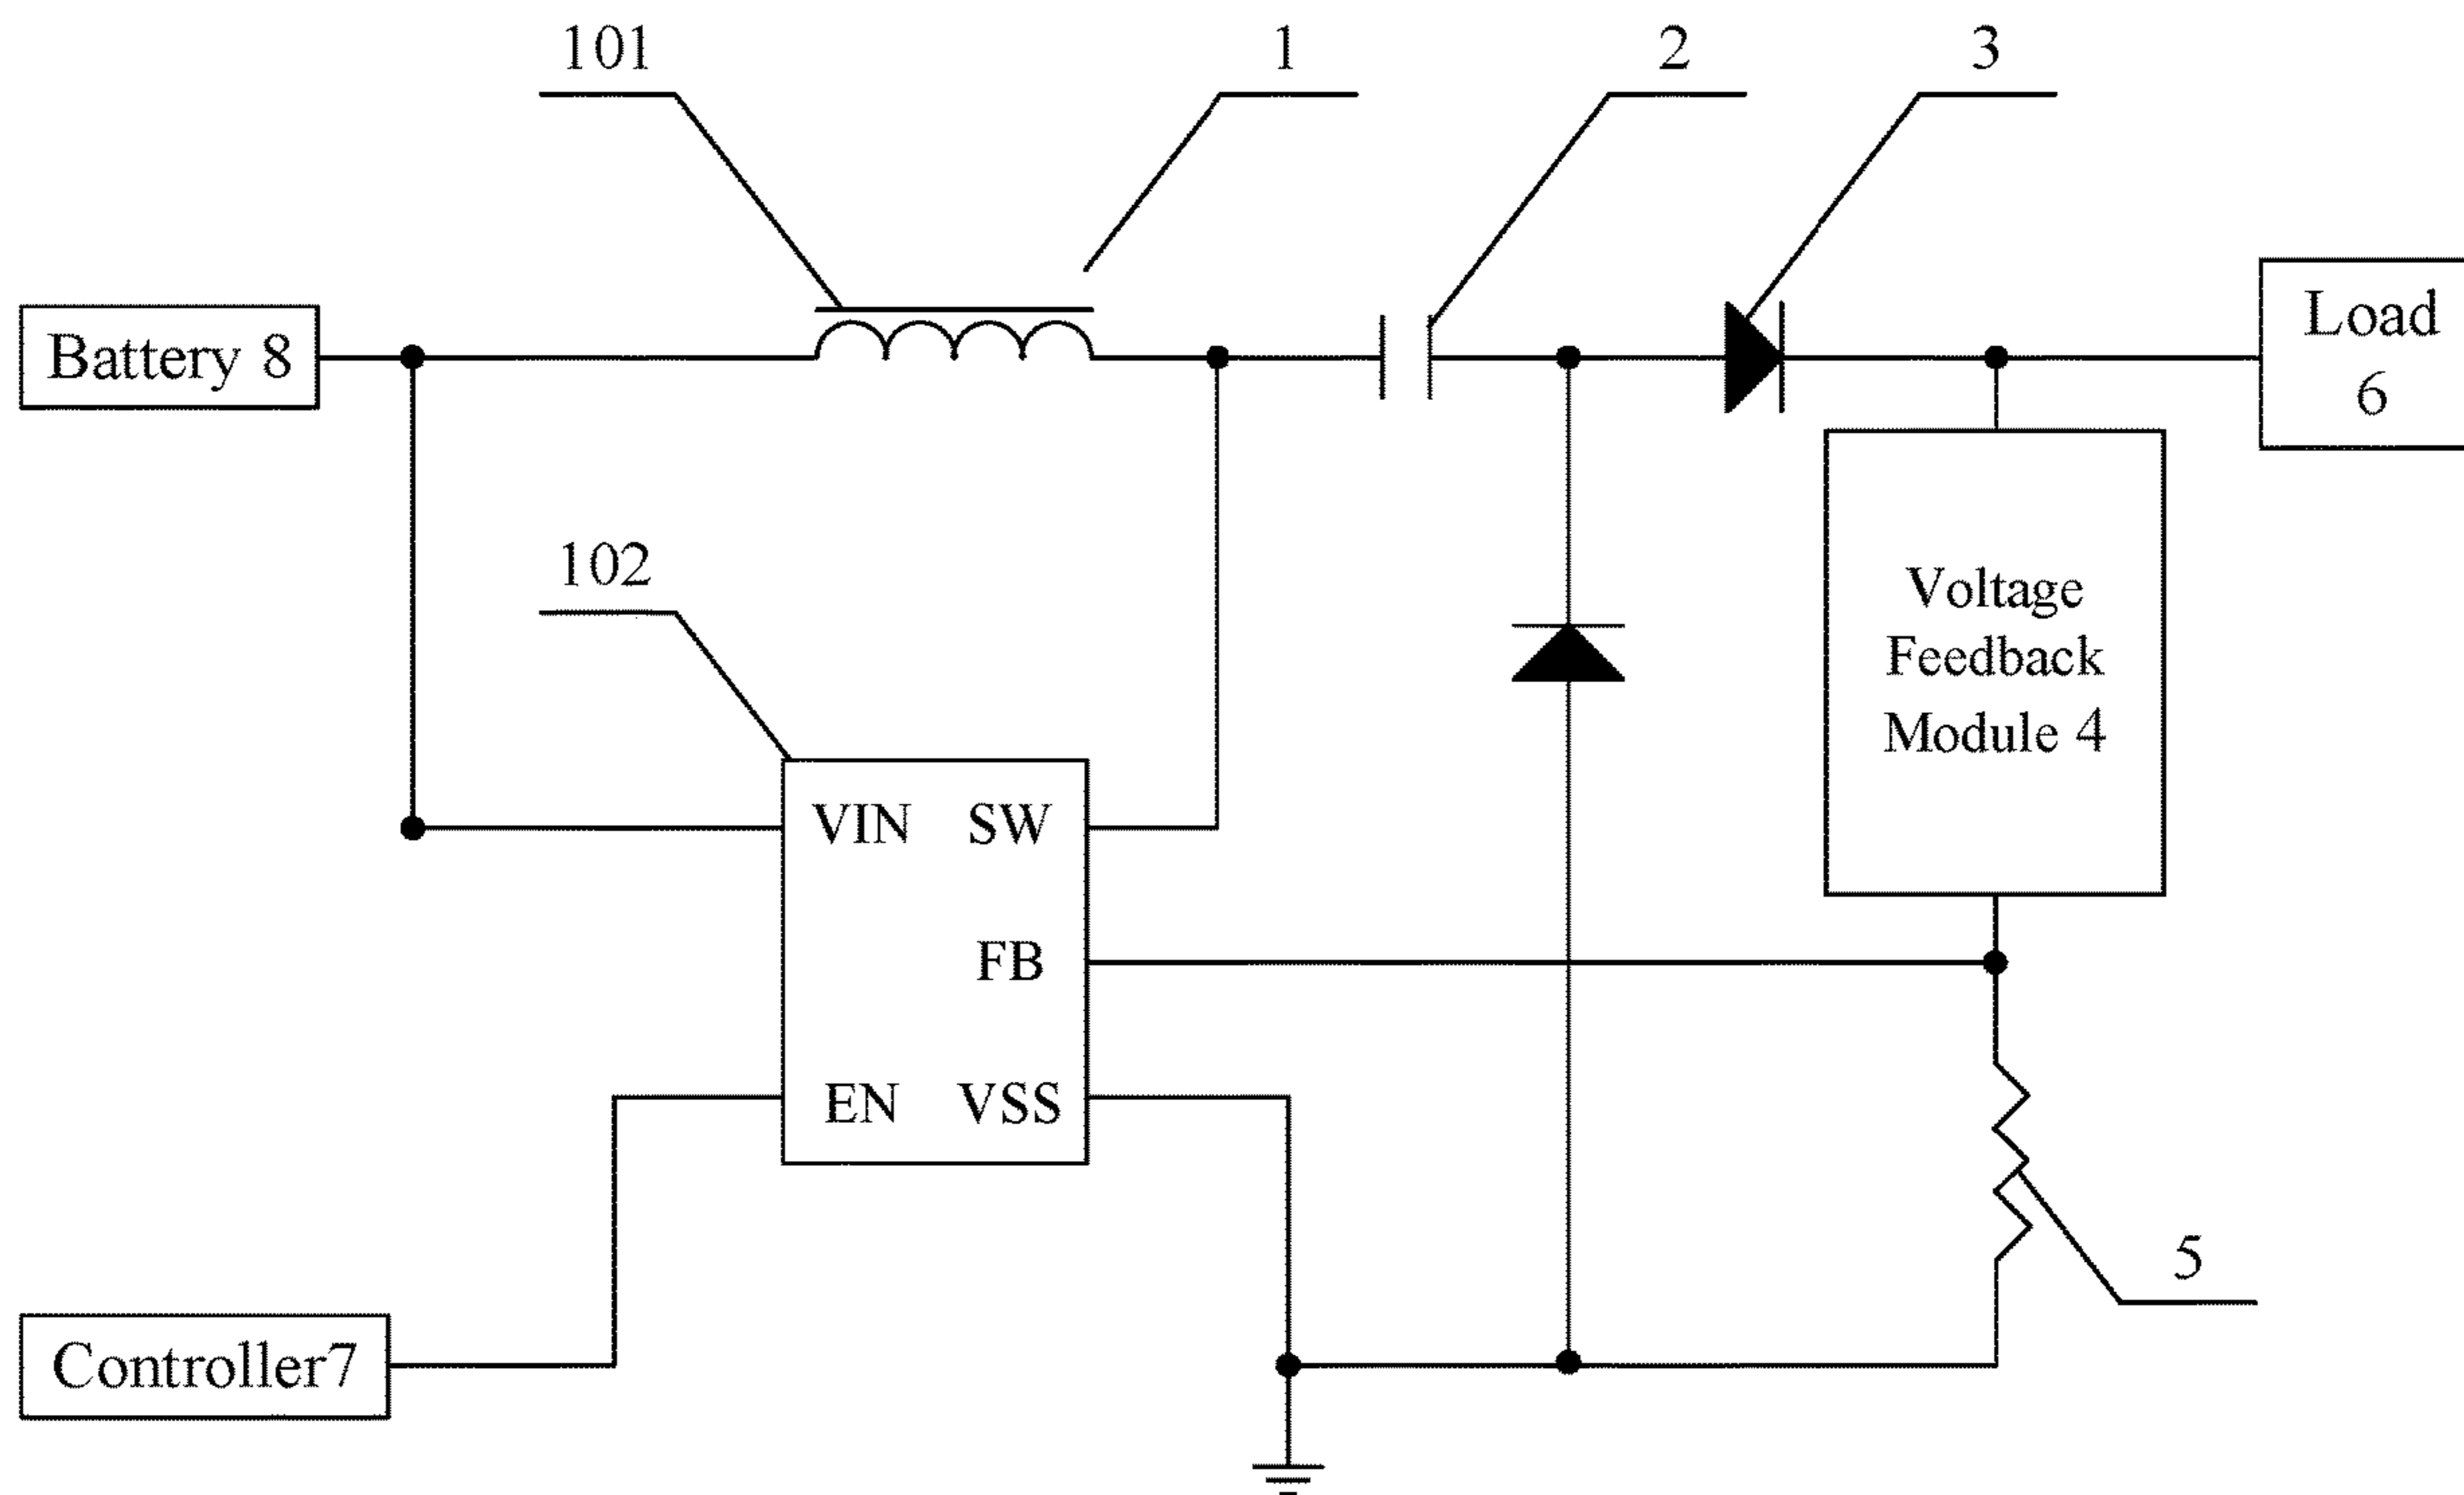 101
1
2
3
Battery 8
Load
6
102
Voltage
Feedback
Module 4
VIN SW
FB
EN VSS
5
Controller7